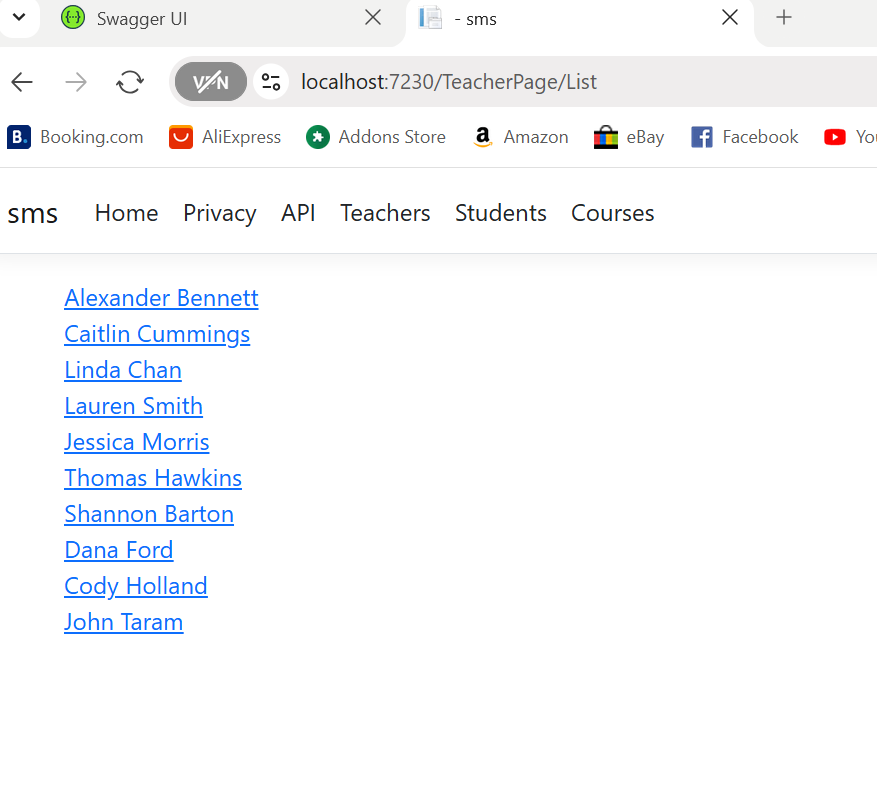 Swagger UI - sms
VPN localhost:7230/TeacherPage/List
B. Booking.com AliExpress Addons Store a Amazon eBay Facebook You
sms Home Privacy API Teachers Students Courses
Alexander Bennett
Caitlin Cummings
Linda Chan
Lauren Smith
Jessica Morris
Thomas Hawkins
Shannon Barton
Dana Ford
Cody Holland
John Taram